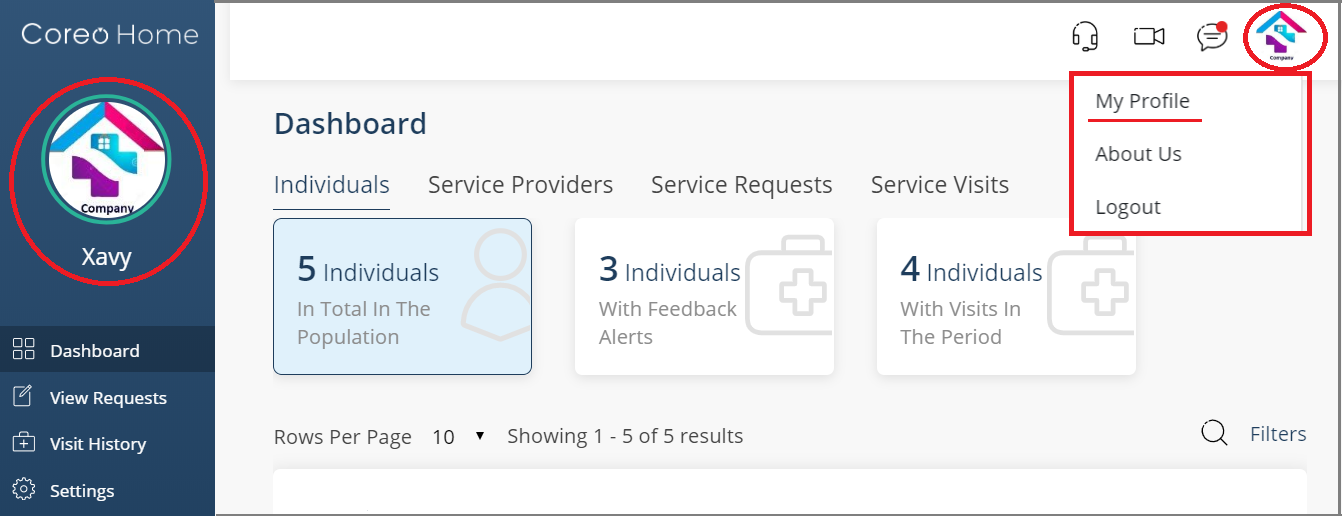 Coreo Home
Company
Xavy
Dashboard
View Requests
Visit History
Settings
Company
My Profile
About Us
Logout
Dashboard
Individuals Service Providers Service Requests Service Visits
5 Individuals
In Total In The
Population
3 Individuals
With Feedback
Alerts
4 Individuals
With Visits In
The Period
Rows Per Page 10 Showing 1 - 5 of 5 results
Filters